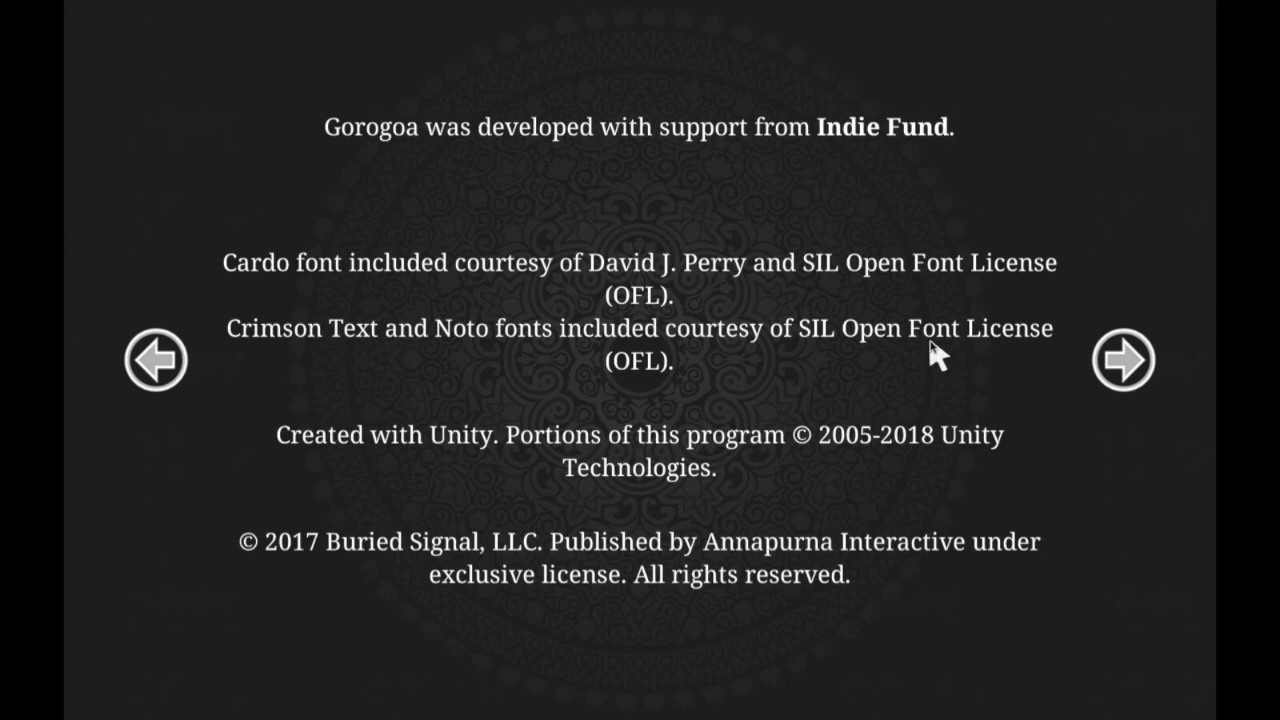 Gorogoa was developed with support from Indie Fund.
Cardo font included courtesy of David J. Perry and SIL Open Font License
(OFL).
Crimson Text and Noto fonts included courtesy of SIL Open Font License
(OFL).
Created with Unity. Portions of this program © 2005-2018 Unity
Technologies.
© 2017 Buried Signal, LLC. Published by Annapurna Interactive under
exclusive license. All rights reserved.